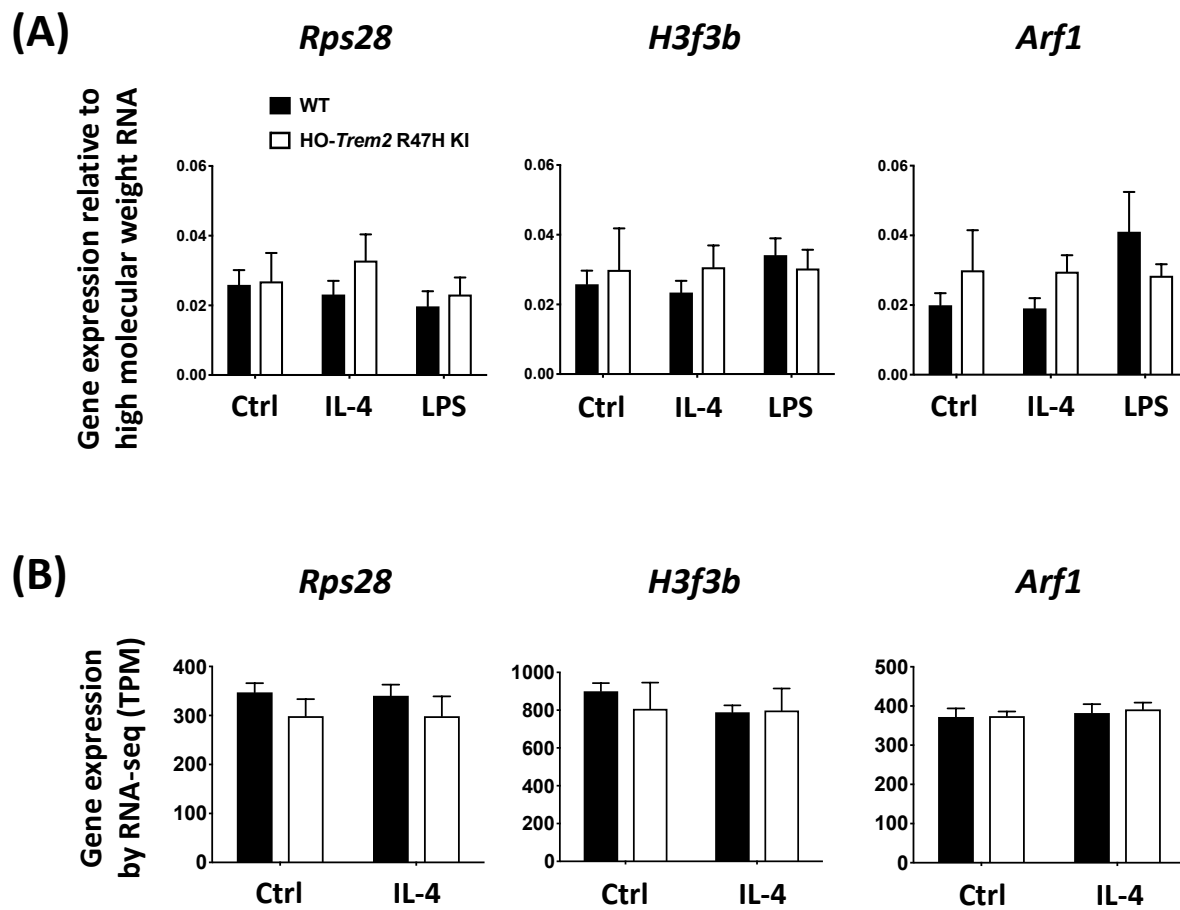 (A)
Rps28
H3f3b
Arf1
Gene expression relative to
high molecular weight RNA
WT
HO-Trem2 R47H KI
0.06
0.04
0.02
0.00
Ctrl
IL-4
LPS
0.06
0.04
0.02
0.00
Ctrl
IL-4
LPS
0.06
0.04
0.02
0.00
Ctrl
IL-4
LPS
(B)
Rps28
H3f3b
Arf1
Gene expression
by RNA-seq (TPM)
400
300
200
100
0
Ctrl
IL-4
1000
800
600
400
200
0
Ctrl
IL-4
500
400
300
200
100
0
Ctrl
IL-4